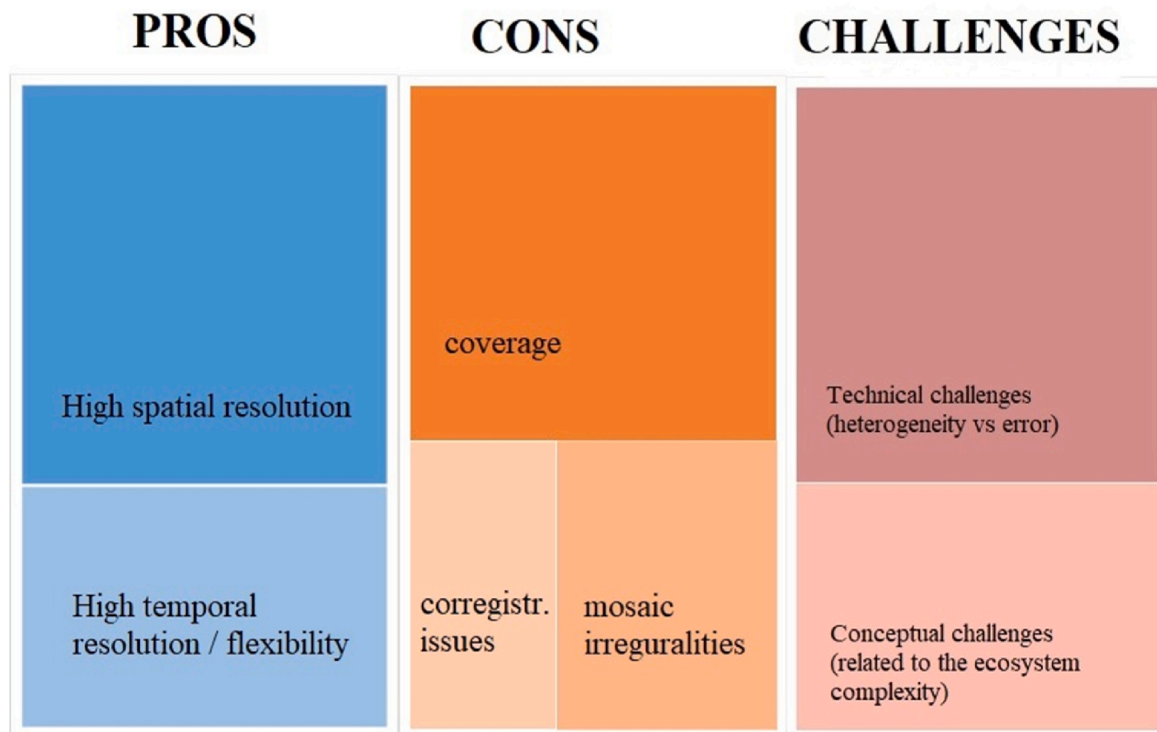 PROS
CONS
CHALLENGES
High spatial resolution
High temporal
resolution / flexibility
coverage
corregistr.
issues
mosaic
irreguralities
Technical challenges
(heterogeneity vs error)
Conceptual challenges
(related to the ecosystem
complexity)